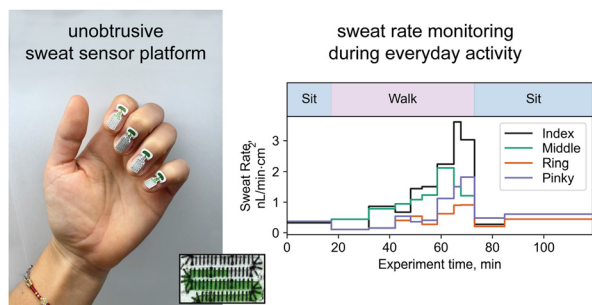 unobtrusive
sweat sensor platform
sweat rate monitoring
during everyday activity
Sit
Walk
Sit
Sweat Rate,
nL/min·cm²
3
2
1
0
Index
Middle
Ring
Pinky
0
20
40
60
80
100
Experiment time, min